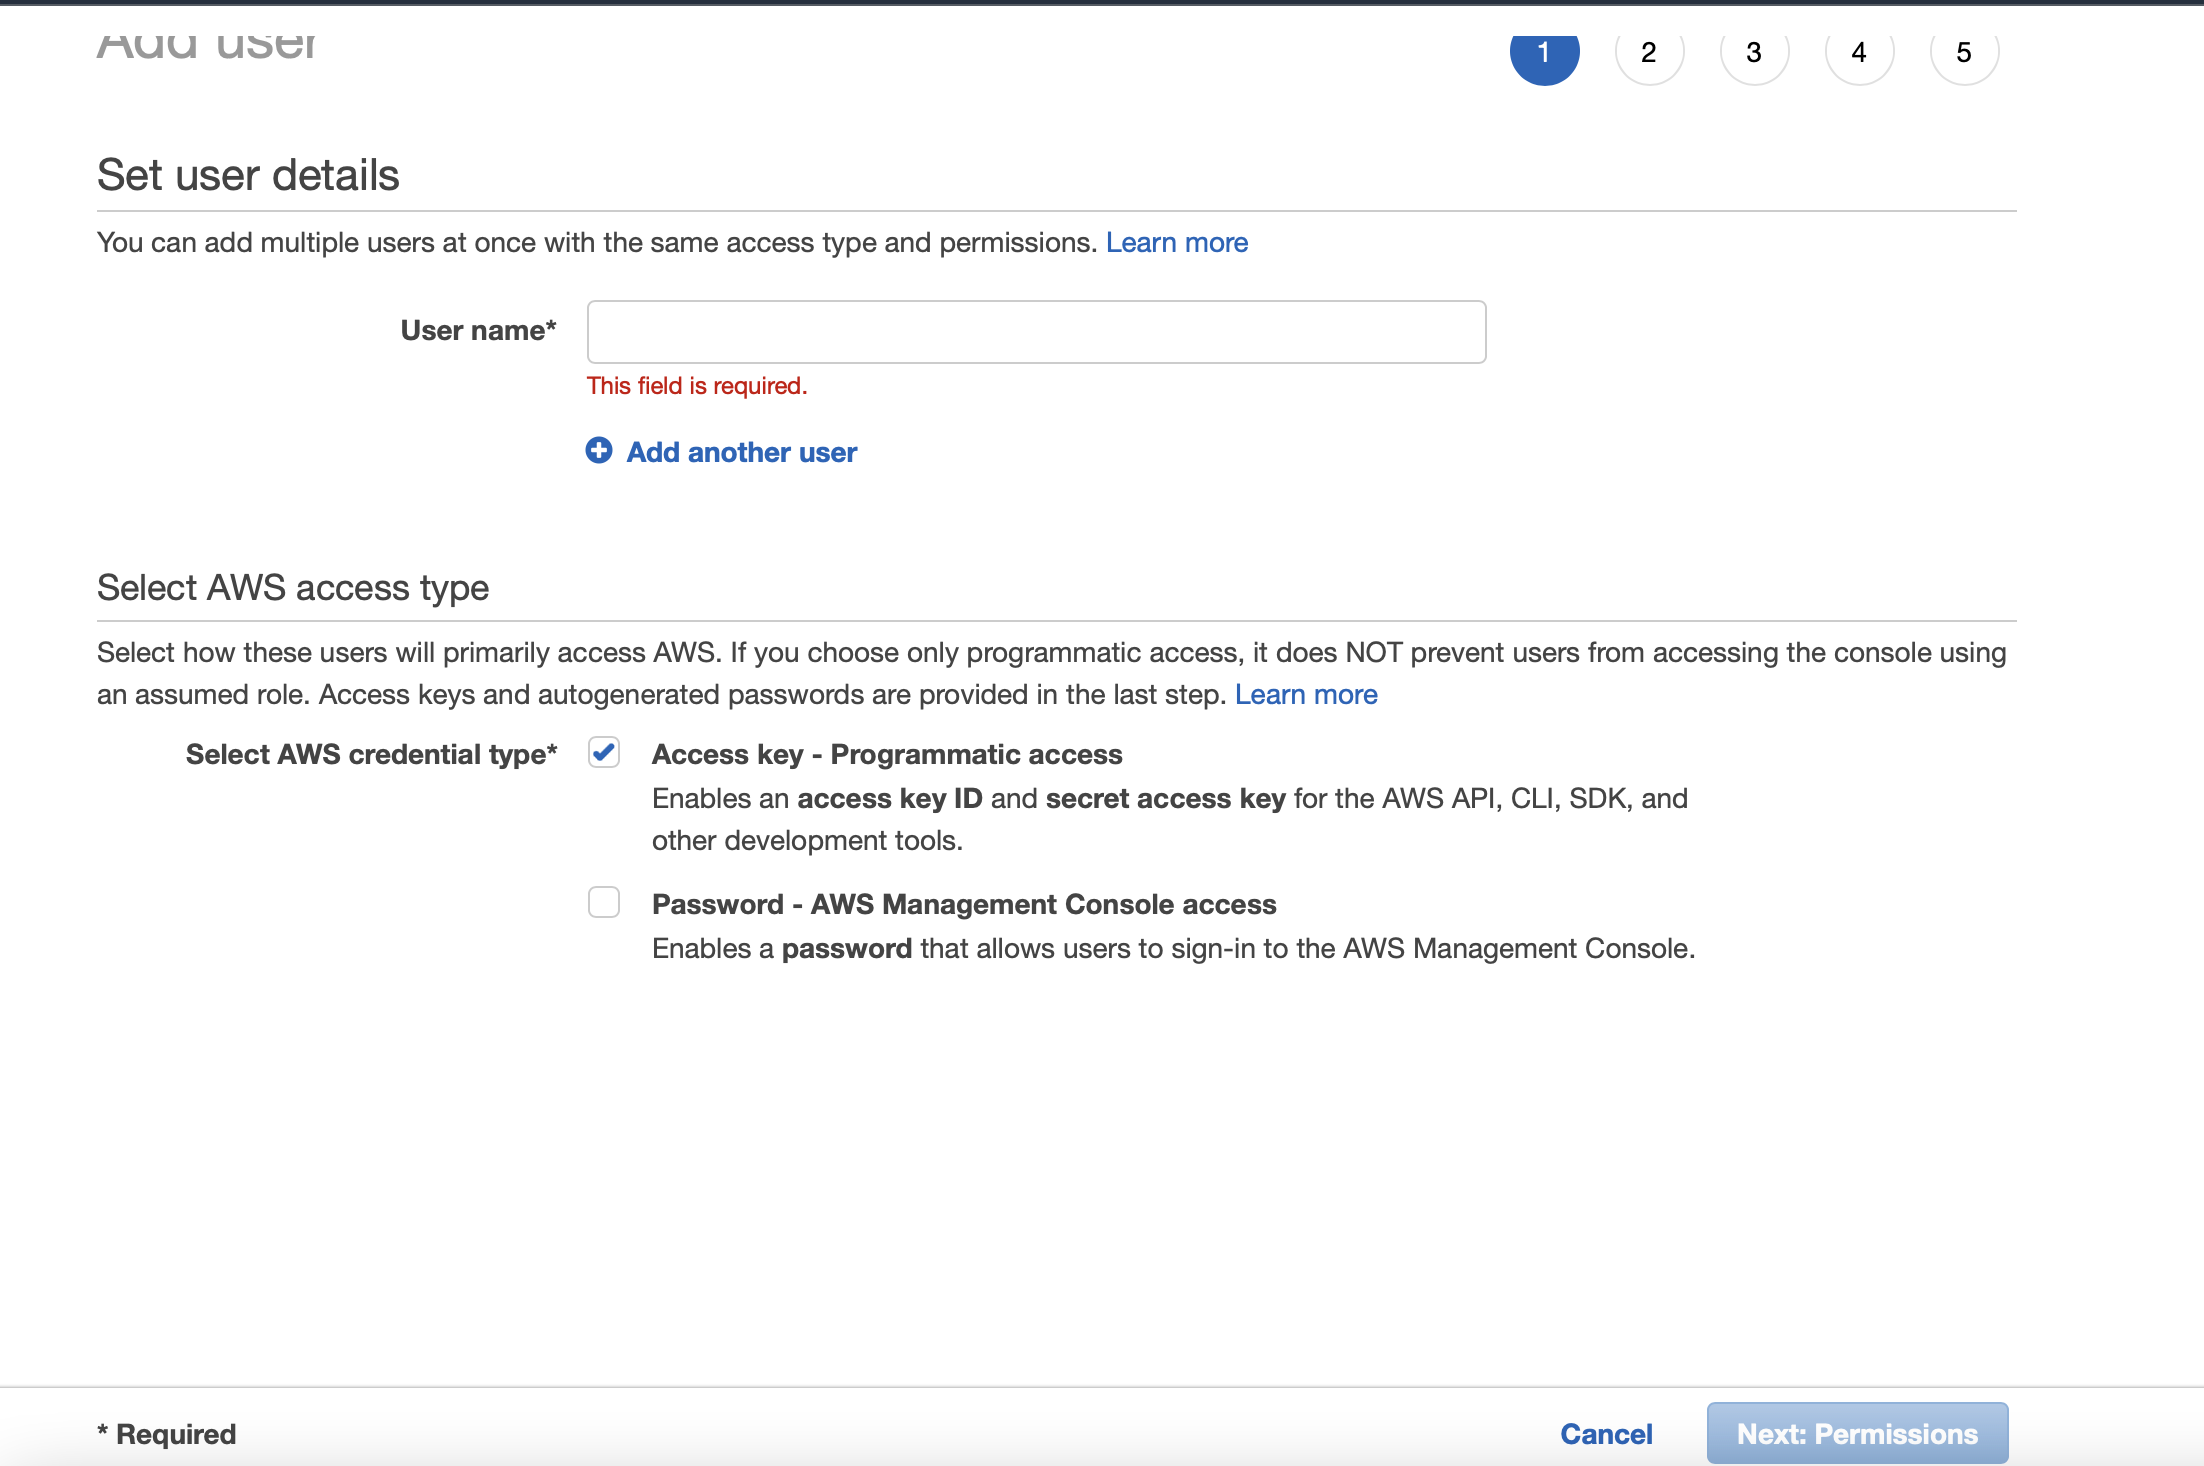 Add user
1 2 3 4 5
Set user details
You can add multiple users at once with the same access type and permissions. Learn more
User name*
This field is required.
Add another user
Select AWS access type
Select how these users will primarily access AWS. If you choose only programmatic access, it does NOT prevent users from accessing the console using
an assumed role. Access keys and autogenerated passwords are provided in the last step. Learn more
Select AWS credential type* Access key - Programmatic access
Enables an access key ID and secret access key for the AWS API, CLI, SDK, and
other development tools.
Password - AWS Management Console access
Enables a password that allows users to sign-in to the AWS Management Console.
* Required Cancel Next: Permissions